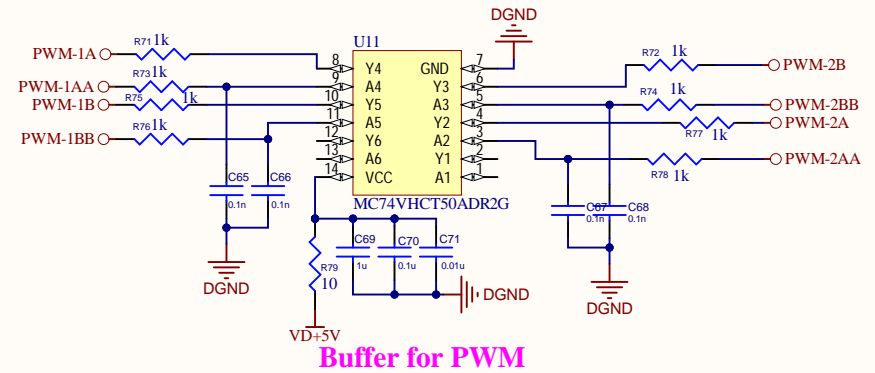 DGND
U11
R71 1k
PWM-1A
8 Y4 GND 7
R72 1k
PWM-2B
R73 1k
PWM-1AA
9 A4 Y3 6
R75 1k
PWM-1B
10 Y5 A3 5
R74 1k
PWM-2BB
11 A5 Y2 4
R77 1k
PWM-2A
R76 1k
PWM-1BB
12 Y6 A2 3
13 A6 Y1 2
R78 1k
PWM-2AA
14 VCC A1 1
MC74VHCT50ADR2G
C65 0.1n
C66 0.1n
C67 0.1n
C68 0.1n
R79 10
C69 1u
C70 0.1u
C71 0.01u
DGND
DGND
DGND
VD+5V
Buffer for PWM